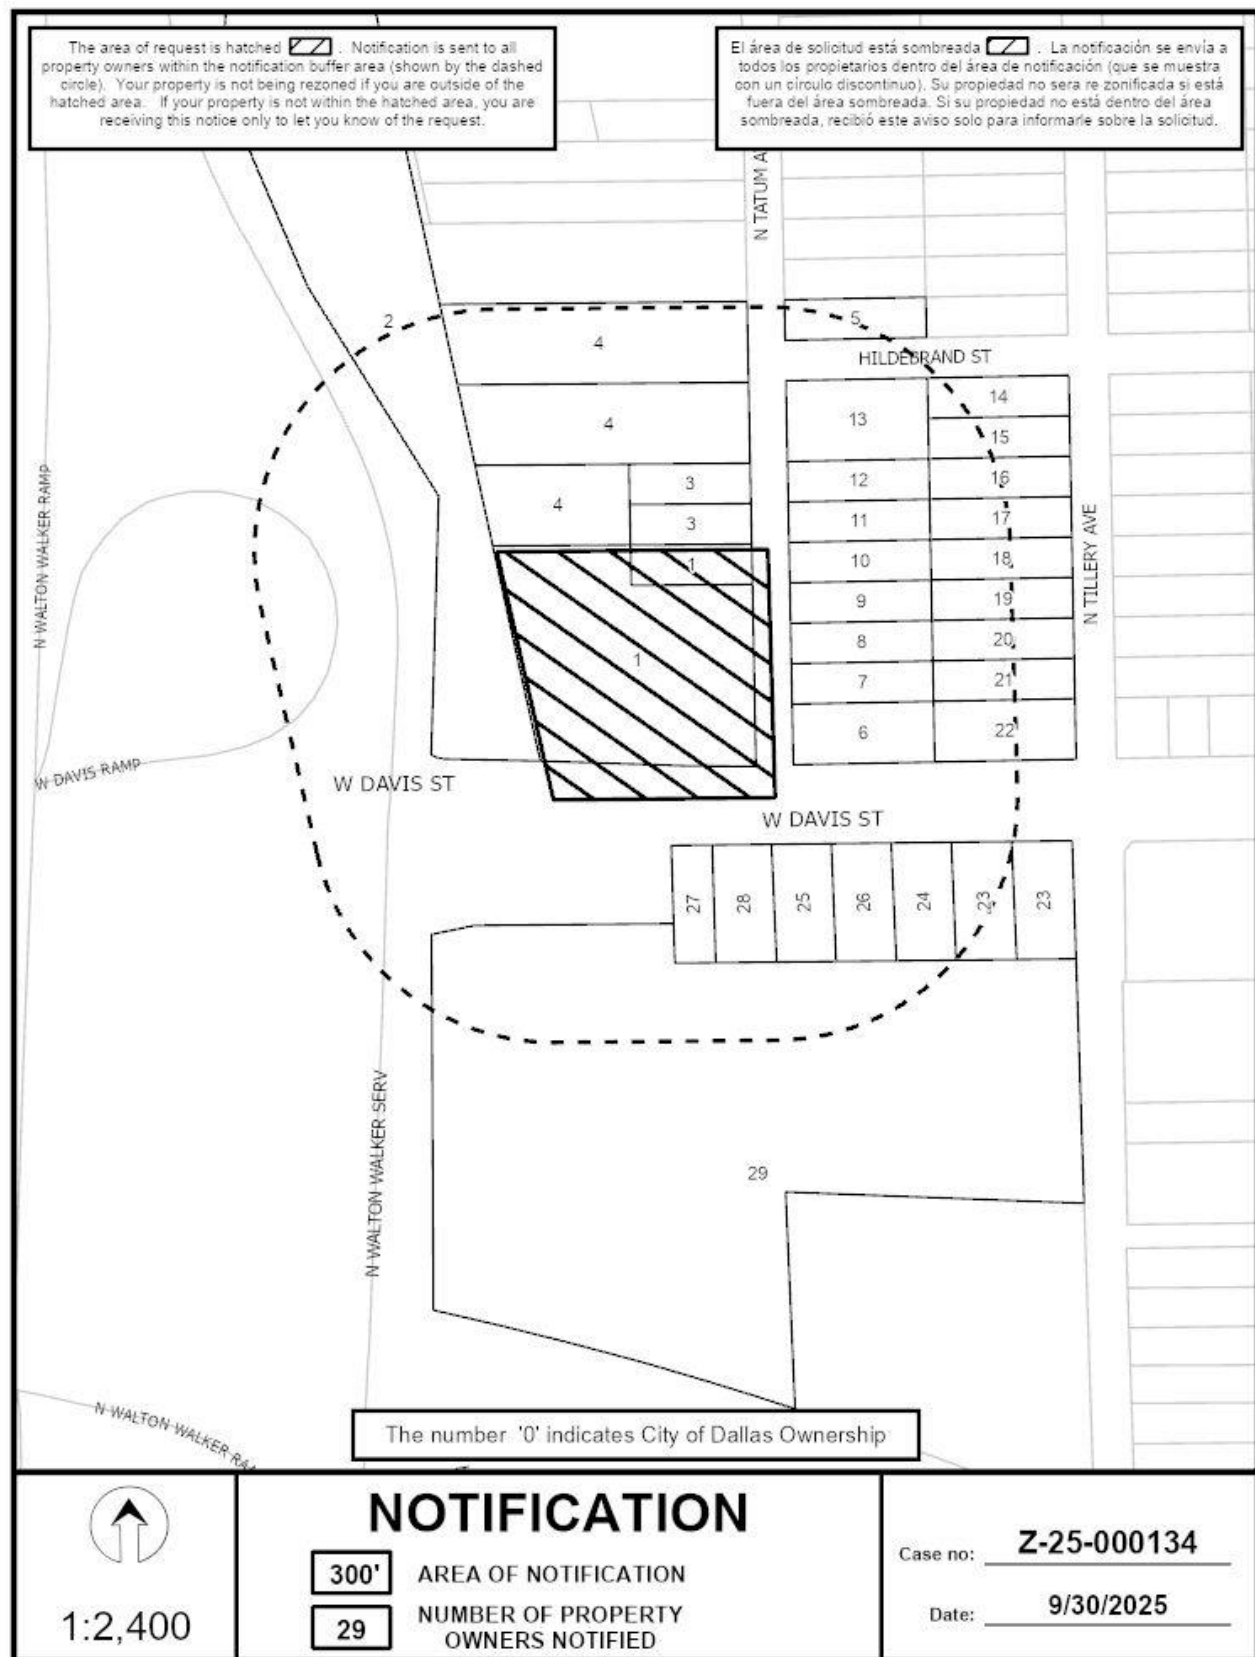 The area of request is hatched . Notification is sent to all
property owners within the notification buffer area (shown by the dashed
circle). Your property is not being rezoned if you are outside of the
hatched area. If your property is not within the hatched area, you are
receiving this notice only to let you know of the request.
El área de solicitud está sombreada . La notificación se envía a
todos los propietarios dentro del área de notificación (que se muestra
con un círculo discontinuo). Su propiedad no sera re zonificada si está
fuera del área sombreada. Si su propiedad no está dentro del área
sombreada, recibió este aviso solo para informarle sobre la solicitud.
N TATUM A
2
4
5
HILDEBRAND ST
4
13
14
15
3
12
16
4
3
11
17
1
10
18
9
19
1
8
20
7
21
6
22
N TILLERY AVE
N WALTON WALKER RAMP
W DAVIS RAMP
W DAVIS ST
W DAVIS ST
27
28
25
26
24
23
23
N WALTON WALKER SERV
29
N WALTON WALKER RA
The number '0' indicates City of Dallas Ownership
1:2,400
NOTIFICATION
300' AREA OF NOTIFICATION
29 NUMBER OF PROPERTY
OWNERS NOTIFIED
Case no: Z-25-000134
Date: 9/30/2025